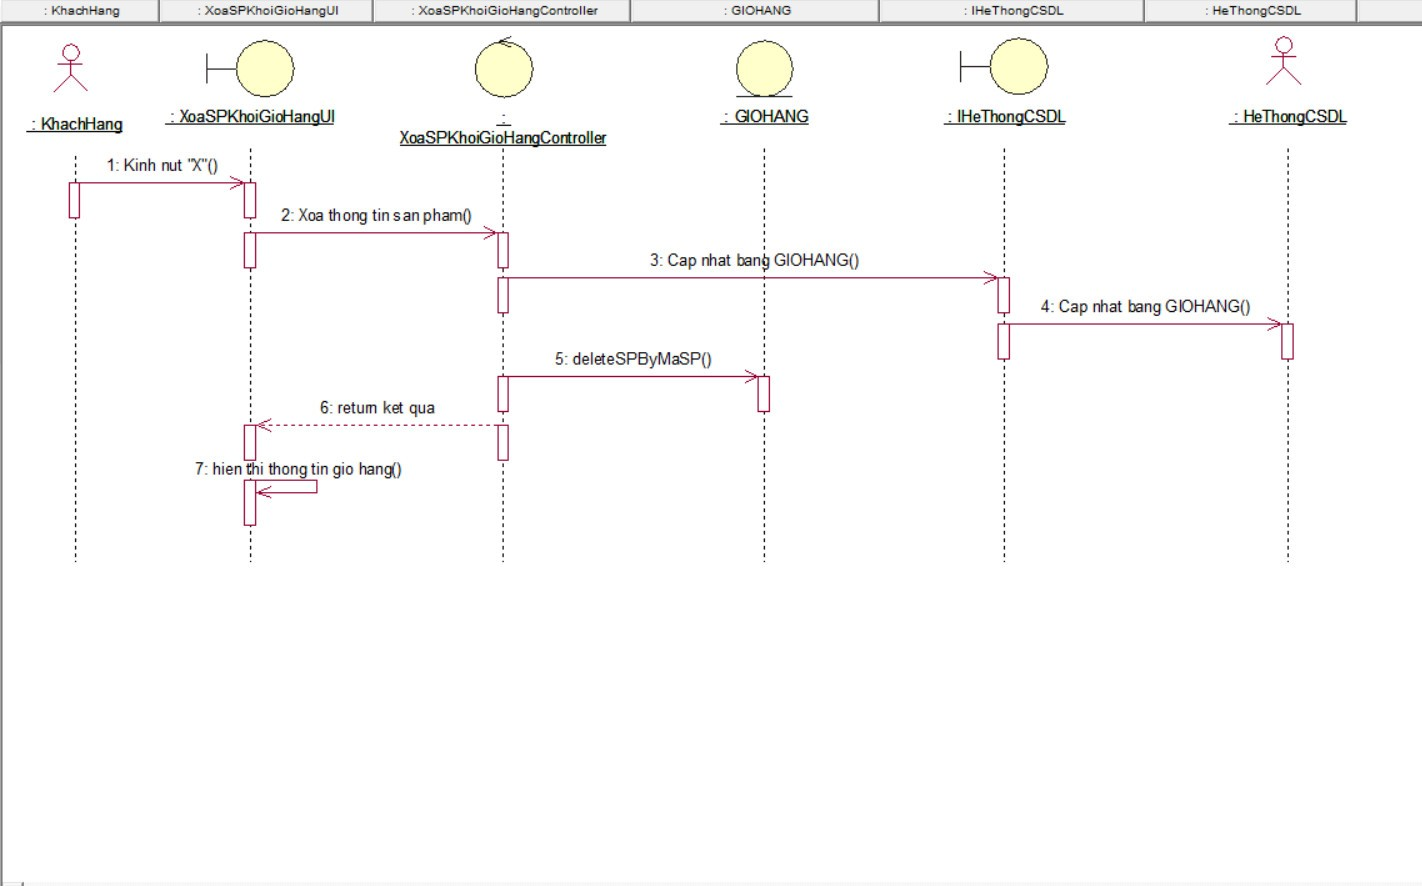 : KhachHang
: XoaSPKhoiGioHangUI
: XoaSPKhoiGioHangController
: GIOHANG
: IHeThongCSDL
: HeThongCSDL
: KhachHang
: XoaSPKhoiGioHangUI
:
XoaSPKhoiGioHangController
: GIOHANG
: IHeThongCSDL
: HeThongCSDL
1: Kinh nut "X"()
2: Xoa thong tin san pham()
3: Cap nhat bang GIOHANG()
4: Cap nhat bang GIOHANG()
5: deleteSPByMaSP()
6: return ket qua
7: hien thi thong tin gio hang()